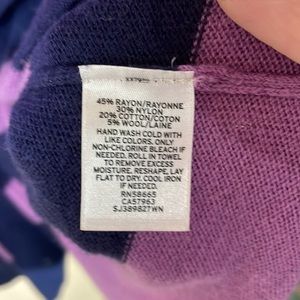 45% RAYON/RAYONNE
30% NYLON
20% COTTON/COTON
5% WOOL/LAINE
HAND WASH COLD WITH
LIKE COLORS. ONLY
NON-CHLORINE BLEACH IF
NEEDED. ROLL IN TOWEL
TO REMOVE EXCESS
MOISTURE. RESHAPE, LAY
FLAT TO DRY. COOL IRON
IF NEEDED.
RN58665
CA57963
SJ389827WN